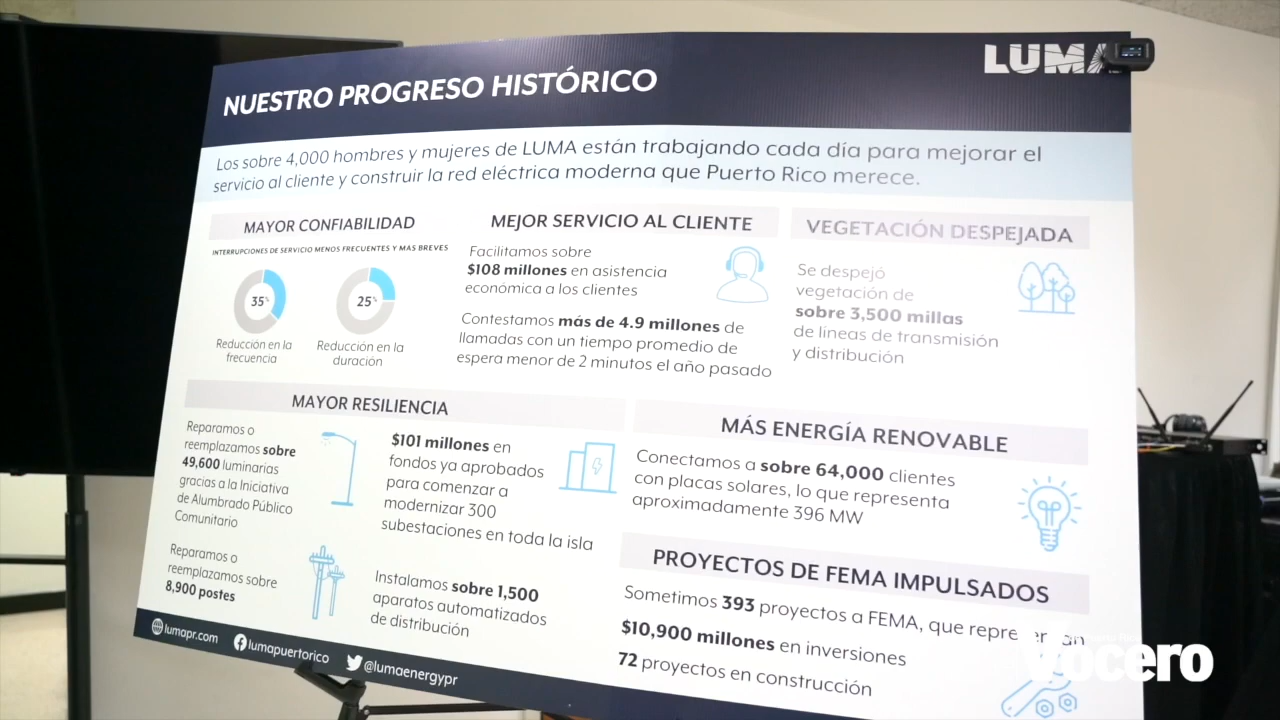 LUMA
NUESTRO PROGRESO HISTÓRICO
Los sobre 4,000 hombres y mujeres de LUMA están trabajando cada día para mejorar el
servicio al cliente y construir la red eléctrica moderna que Puerto Rico merece.
MAYOR CONFIABILIDAD
INTERRUPCIONES DE SERVICIO MENOS FRECUENTES Y MAS BREVES
35%
Reducción en la
frecuencia
25%
Reducción en la
duración
MEJOR SERVICIO AL CLIENTE
Facilitamos sobre
$108 millones en asistencia
económica a los clientes
Contestamos más de 4.9 millones de
llamadas con un tiempo promedio de
espera menor de 2 minutos el año pasado
VEGETACIÓN DESPEJADA
Se despejó
vegetación de
sobre 3,500 millas
de líneas de transmisión
y distribución
MAYOR RESILIENCIA
Reparamos o
reemplazamos sobre
49,600 luminarias
gracias a la Iniciativa
de Alumbrado Público
Comunitario
$101 millones en
fondos ya aprobados
para comenzar a
modernizar 300
subestaciones en toda la isla
Reparamos o
reemplazamos sobre
8,900 postes
Instalamos sobre 1,500
aparatos automatizados
de distribución
MÁS ENERGÍA RENOVABLE
Conectamos a sobre 64,000 clientes
con placas solares, lo que representa
aproximadamente 396 MW
PROYECTOS DE FEMA IMPULSADOS
Sometimos 393 proyectos a FEMA, que representan
$10,900 millones en inversiones
72 proyectos en construcción
lumapr.com
lumapuertorico
@lumaenergypr
Vocero